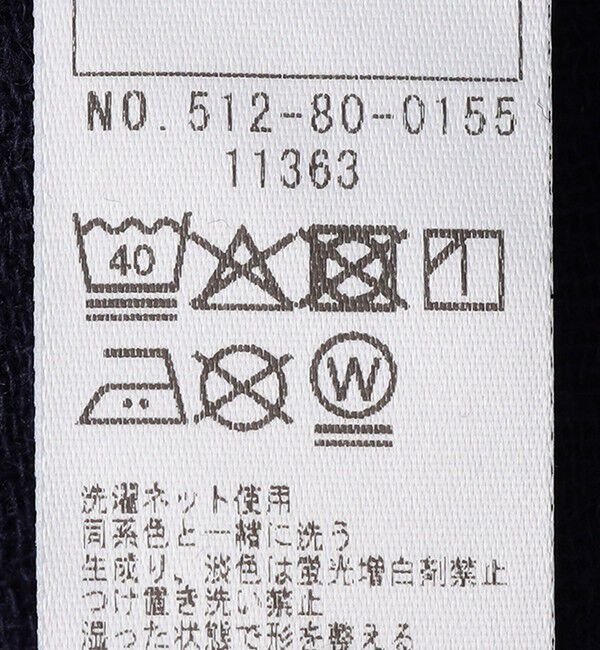 NO. 512-80-0155
11363
40
W
洗濯ネット使用
同系色と一緒に洗う
生成り、淡色は蛍光増白剤禁止
つけ置き洗い禁止
湿った状態で形を整える